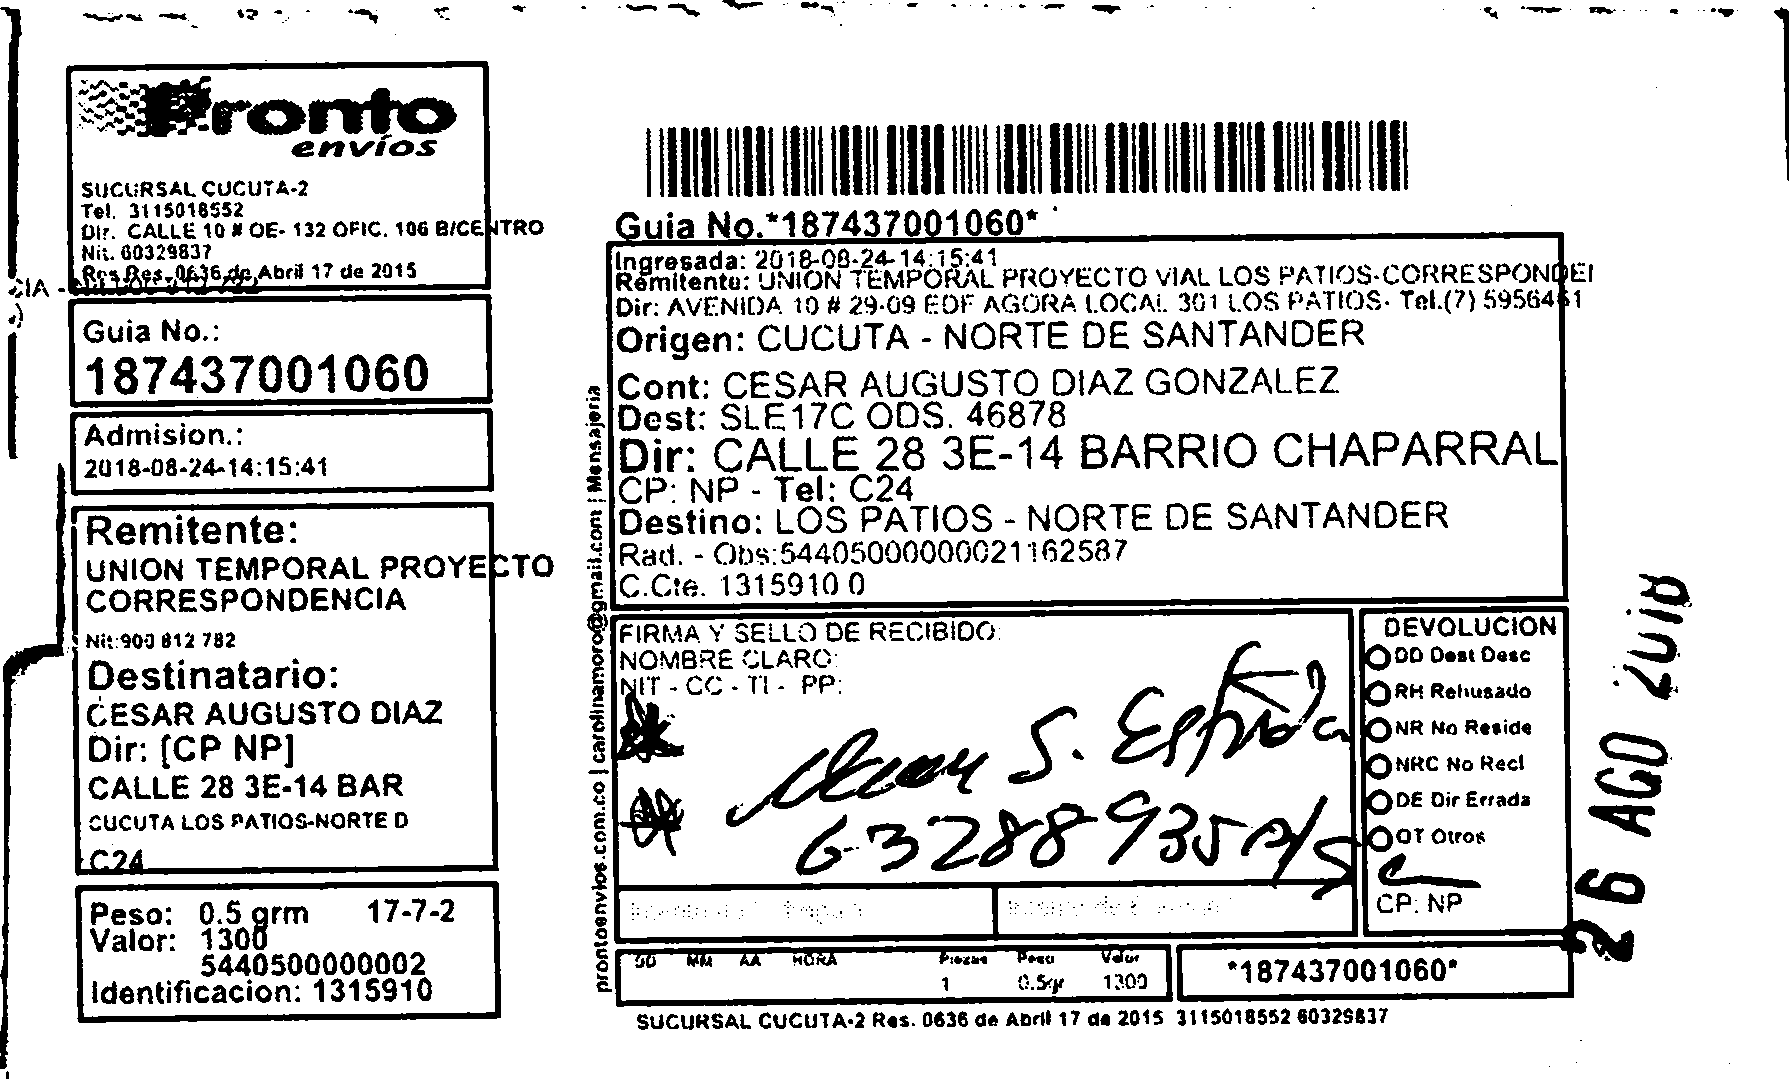 Pronto
envíos
SUCURSAL CUCUTA-2
Tel. 3115018552
Dir. CALLE 10 # OE- 132 OFIC. 106 B/CENTRO
Nit. 60329837
Res. Res. 0636 de Abril 17 de 2015
CIA -
Guia No.:
187437001060
Admision.:
2018-08-24-14:15:41
Remitente:
UNION TEMPORAL PROYECTO
CORRESPONDENCIA
Nit:900 812 782
Destinatario:
CESAR AUGUSTO DIAZ
Dir: [CP NP]
CALLE 28 3E-14 BAR
CUCUTA LOS PATIOS-NORTE D
C24
Peso: 0.5 grm 17-7-2
Valor: 1300
5440500000002
Identificacion: 1315910
prontoenvios.com.co | carolinamoro@gmail.com | Mensajeria
Guia No.*187437001060*
Ingresada: 2018-08-24-14:15:41
Remitente: UNION TEMPORAL PROYECTO VIAL LOS PATIOS-CORRESPONDEI
Dir: AVENIDA 10 # 29-09 EDF AGORA LOCAL 301 LOS PATIOS- Tel.(7) 5956461
Origen: CUCUTA - NORTE DE SANTANDER
Cont: CESAR AUGUSTO DIAZ GONZALEZ
Dest: SLE17C ODS. 46878
Dir: CALLE 28 3E-14 BARRIO CHAPARRAL
CP: NP - Tel: C24
Destino: LOS PATIOS - NORTE DE SANTANDER
Rad. - Obs:54405000000021162587
C.Cte. 1315910 0
FIRMA Y SELLO DE RECIBIDO:
NOMBRE CLARO:
NIT - CC - TI - PP:
S.
63288935
DEVOLUCION
DD Dest Desc
RH Rehusado
NR No Reside
NRC No Recl
DE Dir Errada
OT Otros
CP: NP
DD MM AA HORA Piezas Peso Valor
1 0.5gr 1300
*187437001060*
SUCURSAL CUCUTA-2 Res. 0636 de Abril 17 de 2015 3115018552 60329837
26 AGO 2018